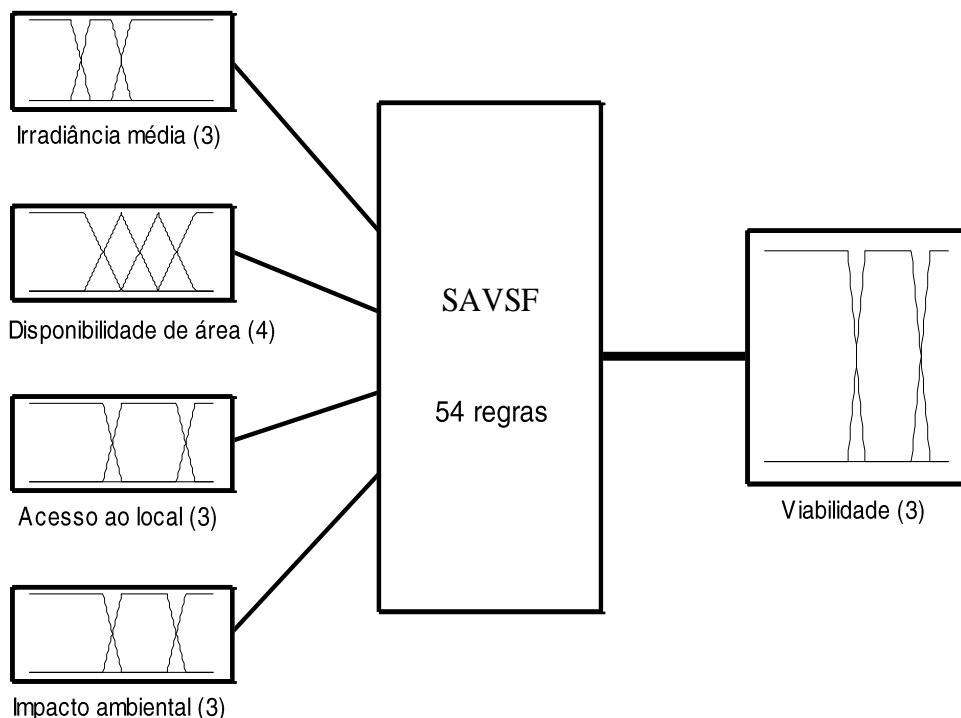 Irradiância média (3)
Disponibilidade de área (4)
Acesso ao local (3)
Impacto ambiental (3)
SAVSF
54 regras
Viabilidade (3)